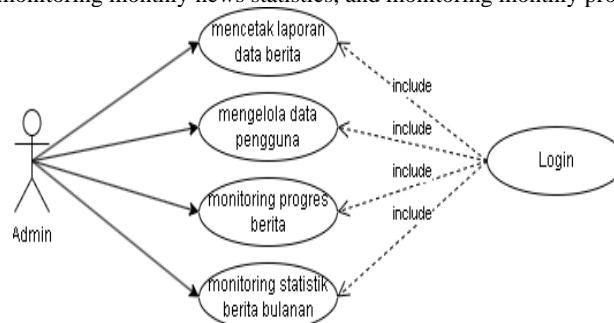 monitoring monthly news statistics, and monitoring monthly pro
mencetak laporan
data berita
include
mengelola data
pengguna
include
Login
include
monitoring progres
berita
include
Admin
monitoring statistik
berita bulanan